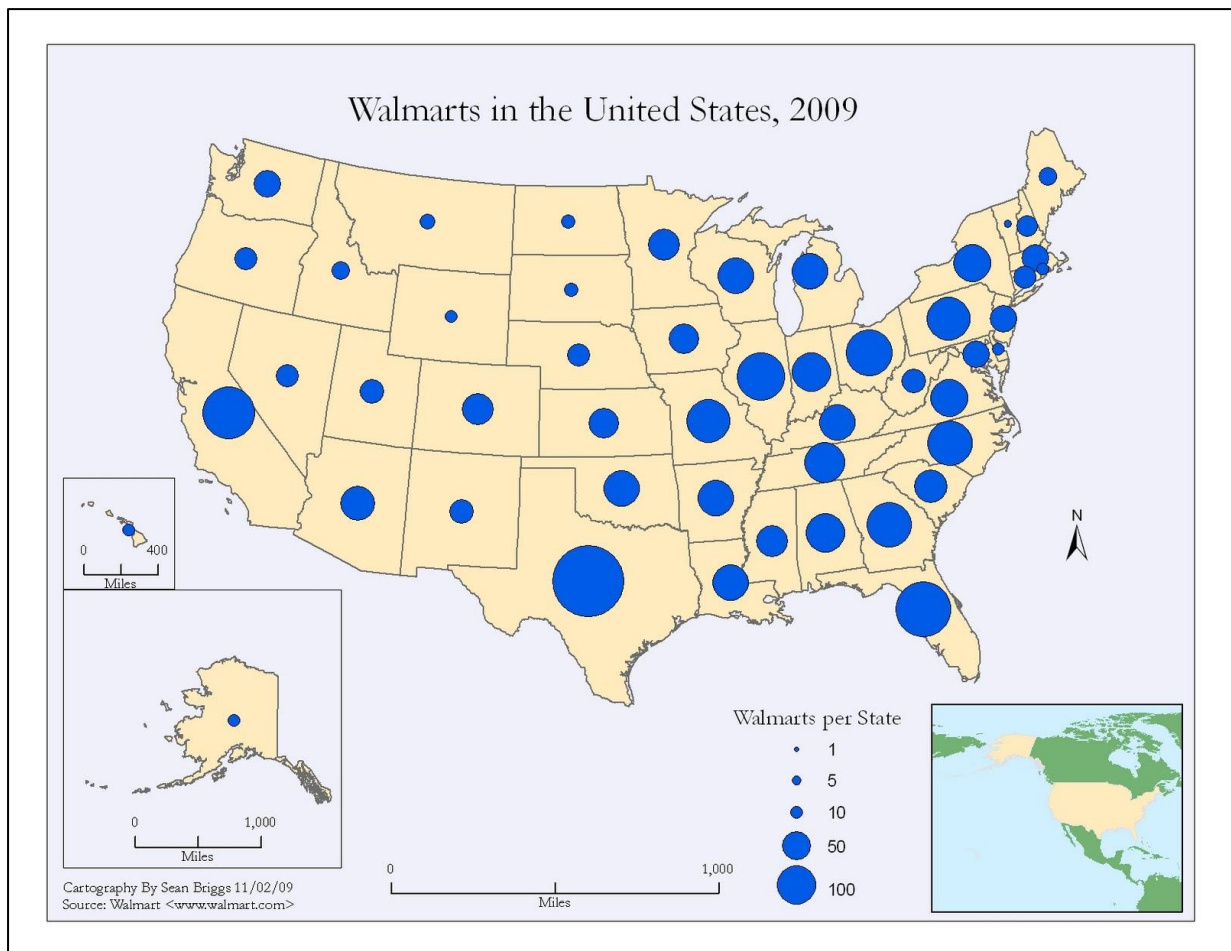 Walmarts in the United States, 2009
N
0 400
Miles
0 1,000
Miles
Cartography By Sean Briggs 11/02/09
Source: Walmart <www.walmart.com>
0 1,000
Miles
Walmarts per State
1
5
10
50
100